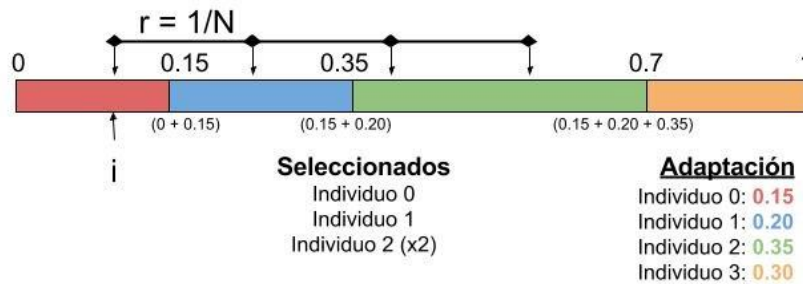 r = 1/N
0 0.15 0.35 0.7 1
(0 + 0.15) (0.15 + 0.20) (0.15 + 0.20 + 0.35)
i
Seleccionados
Individuo 0
Individuo 1
Individuo 2 (x2)
Adaptación
Individuo 0: 0.15
Individuo 1: 0.20
Individuo 2: 0.35
Individuo 3: 0.30